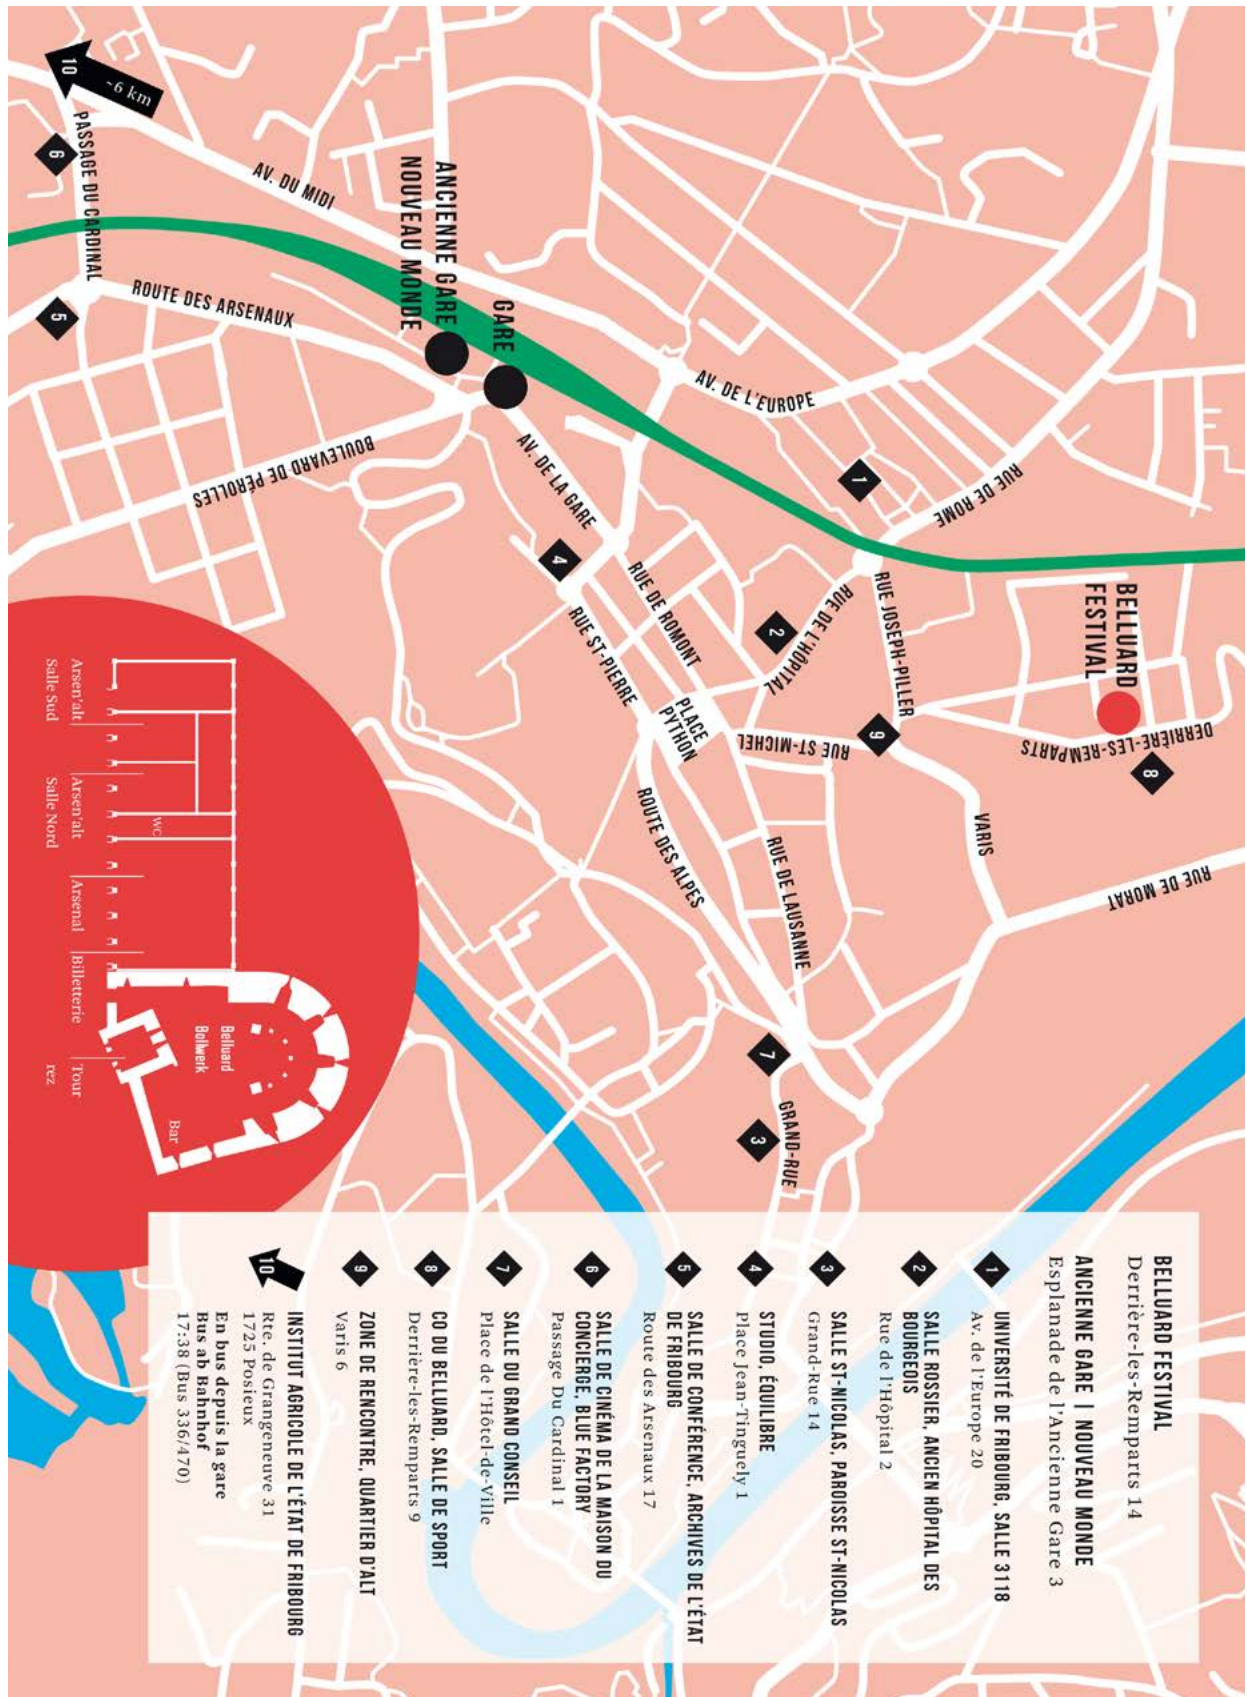 10
~6 km
PASSAGE DU CARDINAL
6
AV. DU MIDI
ANCIENNE GARE
NOUVEAU MONDE
GARE
5
ROUTE DES ARSENAUX
BOULEVARD DE PÉROLLES
AV. DE L'EUROPE
AV. DE LA GARE
1
RUE DE ROME
4
RUE DE ROMONT
RUE ST-PIERRE
2
RUE DE L'HÔPITAL
RUE JOSEPH-PILLER
BELLUARD
FESTIVAL
DERRIÈRE-LES-REMPARTS
8
PLACE
PYTHON
RUE ST-MICHEL
9
VARIS
RUE DE MORAT
ROUTE DES ALPES
RUE DE LAUSANNE
7
GRAND-RUE
3
Belluard
Bollwerk
Bar
WC
Arsen'alt
Salle Sud
Arsen'alt
Salle Nord
Arsenal
Billetterie
Tour
rez
BELLUARD FESTIVAL
Derrière-les-Remparts 14
ANCIENNE GARE | NOUVEAU MONDE
Esplanade de l'Ancienne Gare 3
1 UNIVERSITÉ DE FRIBOURG, SALLE 3118
Av. de l'Europe 20
2 SALLE ROSSIER, ANCIEN HÔPITAL DES
BOURGEOIS
Rue de l'Hôpital 2
3 SALLE ST-NICOLAS, PAROISSE ST-NICOLAS
Grand-Rue 14
4 STUDIO, ÉQUILIBRE
Place Jean-Tinguely 1
5 SALLE DE CONFÉRENCE, ARCHIVES DE L'ÉTAT
DE FRIBOURG
Route des Arsenaux 17
6 SALLE DE CINÉMA DE LA MAISON DU
CONCIERGE, BLUE FACTORY
Passage Du Cardinal 1
7 SALLE DU GRAND CONSEIL
Place de l'Hôtel-de-Ville
8 CO DU BELLUARD, SALLE DE SPORT
Derrière-les-Remparts 9
9 ZONE DE RENCONTRE, QUARTIER D'ALT
Varis 6
10 INSTITUT AGRICOLE DE L'ÉTAT DE FRIBOURG
Rte. de Grangeneuve 31
1725 Posieux
En bus depuis la gare
Bus ab Bahnhof
17:38 (Bus 336/470)